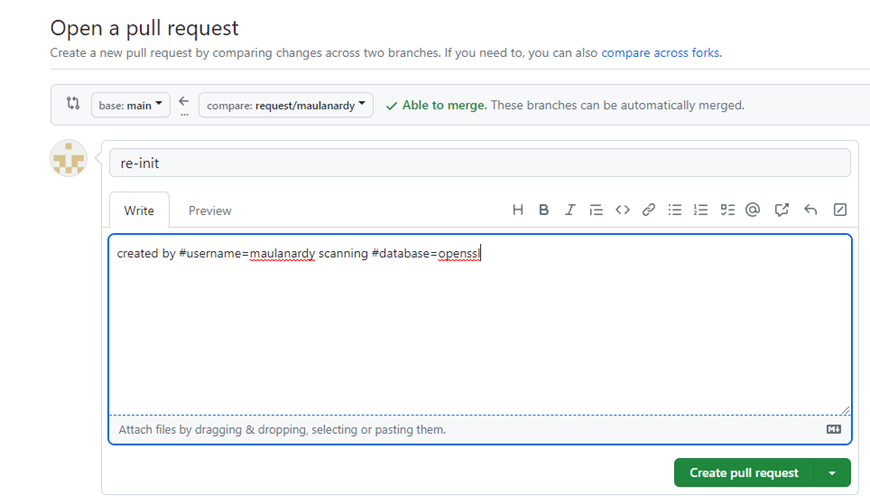 Open a pull request
Create a new pull request by comparing changes across two branches. If you need to, you can also compare across forks.
base: main ← ... compare: request/maulanardy ✓ Able to merge. These branches can be automatically merged.
re-init
Write Preview H B I @
created by #username=maulanardy scanning #database=openssl
Attach files by dragging & dropping, selecting or pasting them.
Create pull request